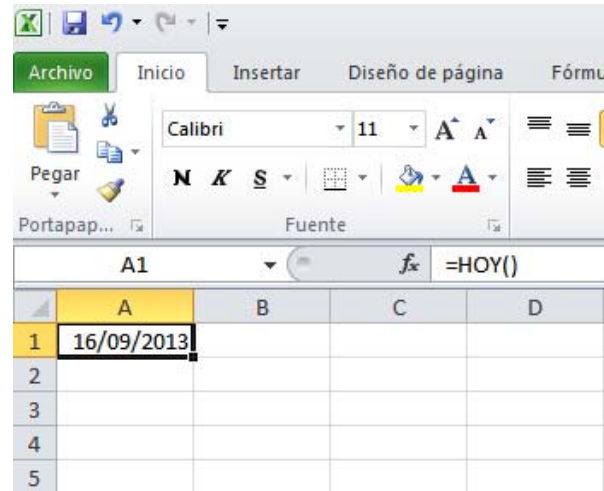 Archivo Inicio Insertar Diseño de página Fórmu
Calibri 11 A A
Pegar N K S A
Portapap... Fuente
A1 fx =HOY()
A B C D
1 16/09/2013
2
3
4
5